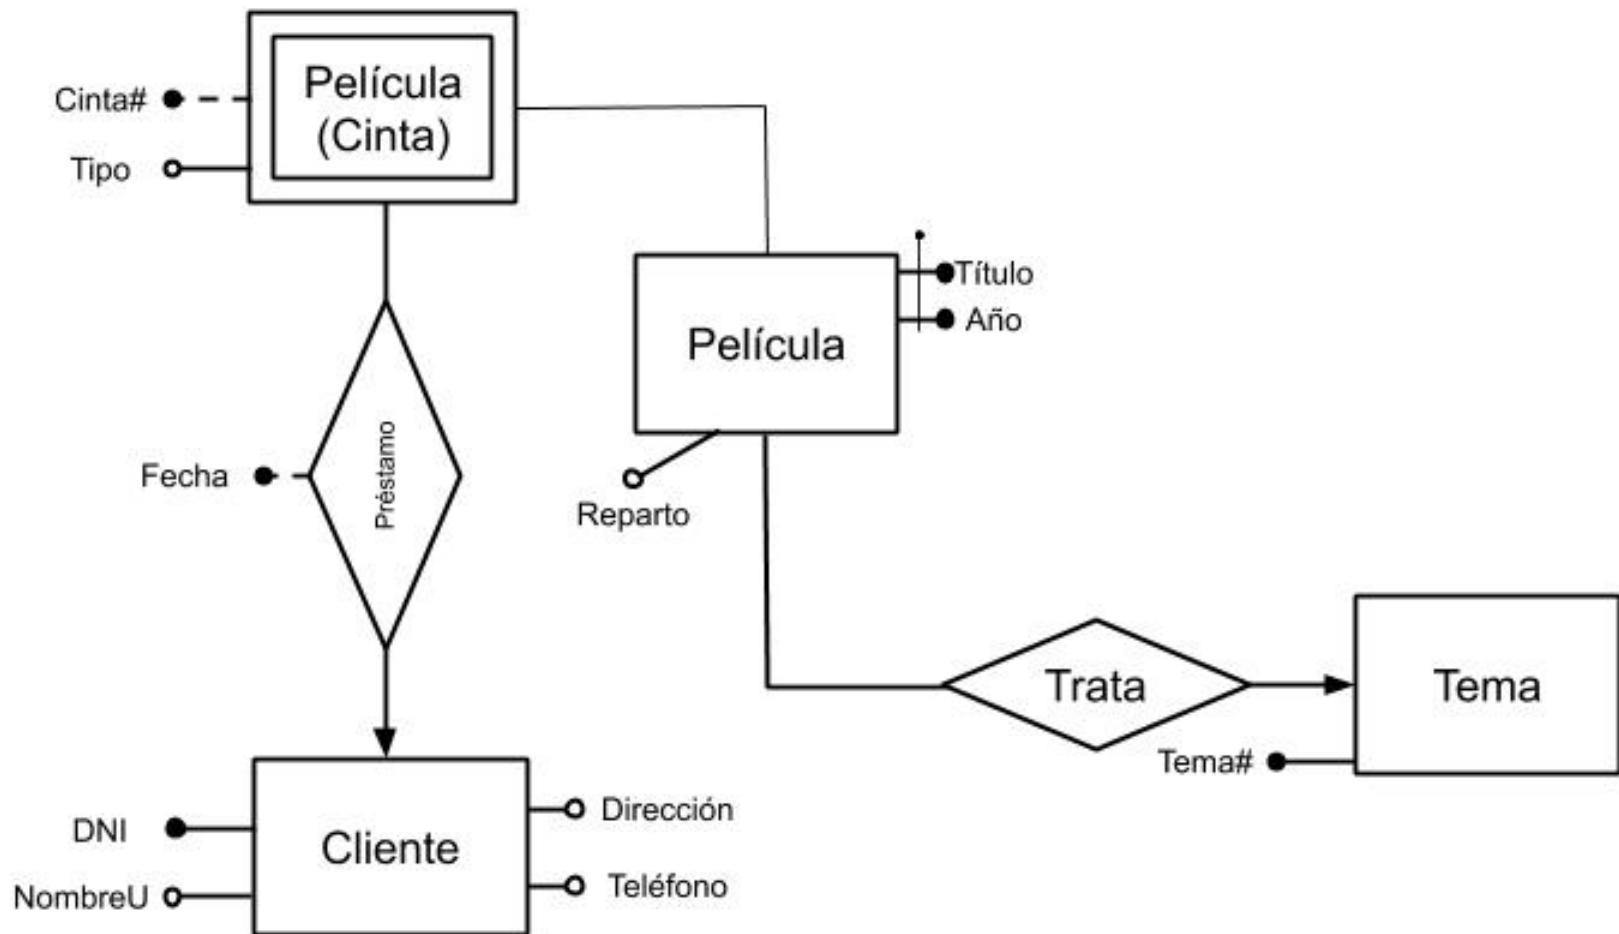 Película
(Cinta)
Cinta#
Tipo
Título
Año
Película
Préstamo
Fecha
Reparto
Trata
Tema
Tema#
DNI
Dirección
Cliente
NombreU
Teléfono